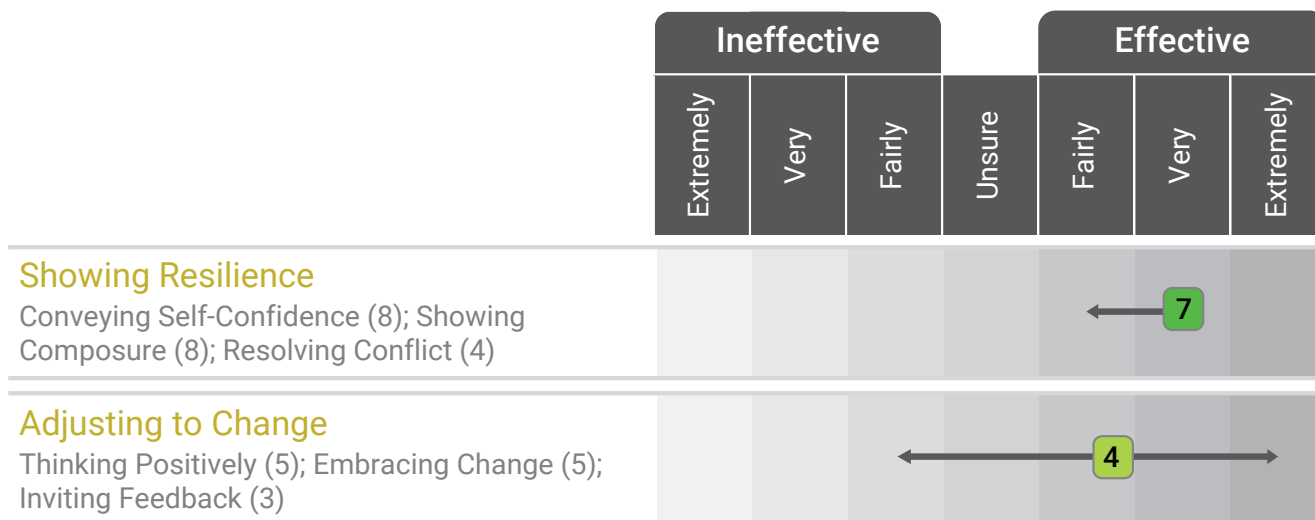 Ineffective
Effective
Extremely
Very
Fairly
Unsure
Fairly
Very
Extremely
Showing Resilience
Conveying Self-Confidence (8); Showing
Composure (8); Resolving Conflict (4)
7
Adjusting to Change
Thinking Positively (5); Embracing Change (5);
Inviting Feedback (3)
4